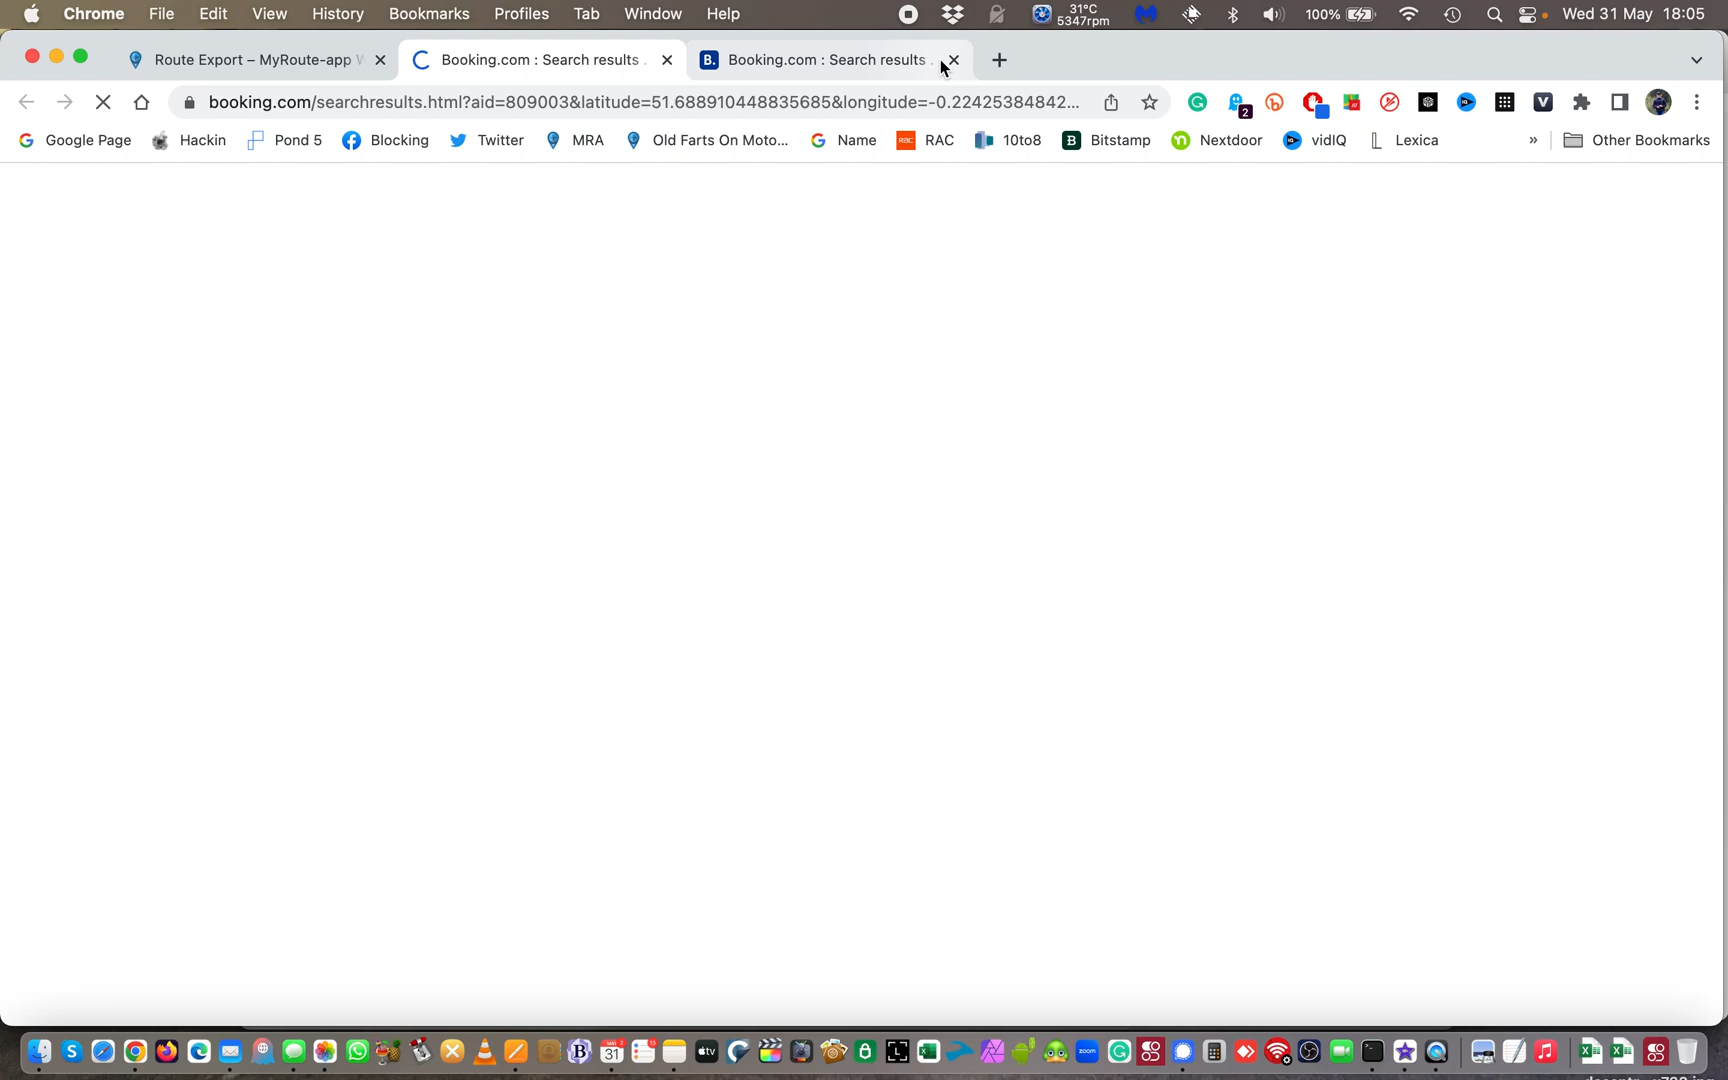 Chrome File Edit View History Bookmarks Profiles Tab Window Help 31°C 5347rpm 100% Wed 31 May 18:05
Route Export – MyRoute-app Booking.com : Search results Booking.com : Search results
booking.com/searchresults.html?aid=809003&latitude=51.688910448835685&longitude=-0.22425384842... 2
Google Page Hackin Pond 5 Blocking Twitter MRA Old Farts On Moto... Name RAC 10to8 Bitstamp Nextdoor vidIQ Lexica » Other Bookmarks
31 zoom